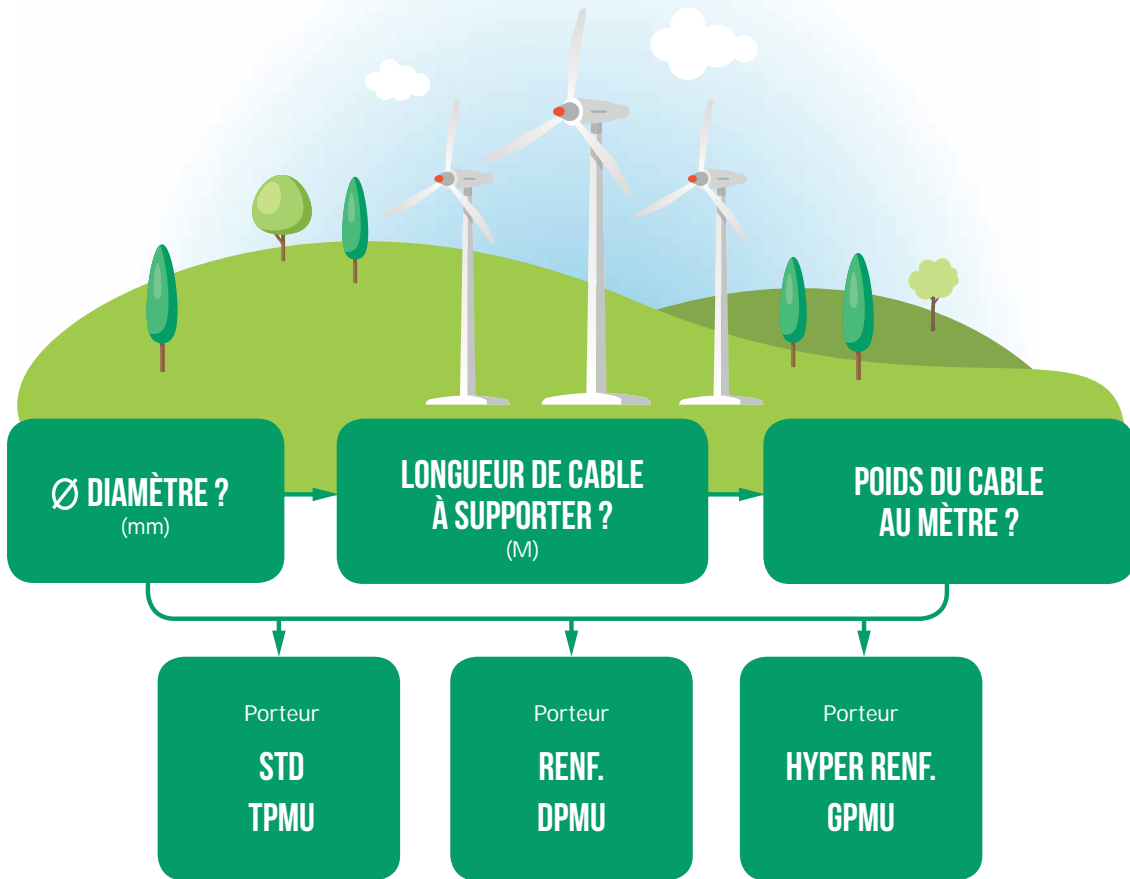 Ø DIAMÈTRE ?
(mm)
LONGUEUR DE CABLE
À SUPPORTER ?
(M)
POIDS DU CABLE
AU MÈTRE ?
Porteur
STD
TPMU
Porteur
RENF.
DPMU
Porteur
HYPER RENF.
GPMU